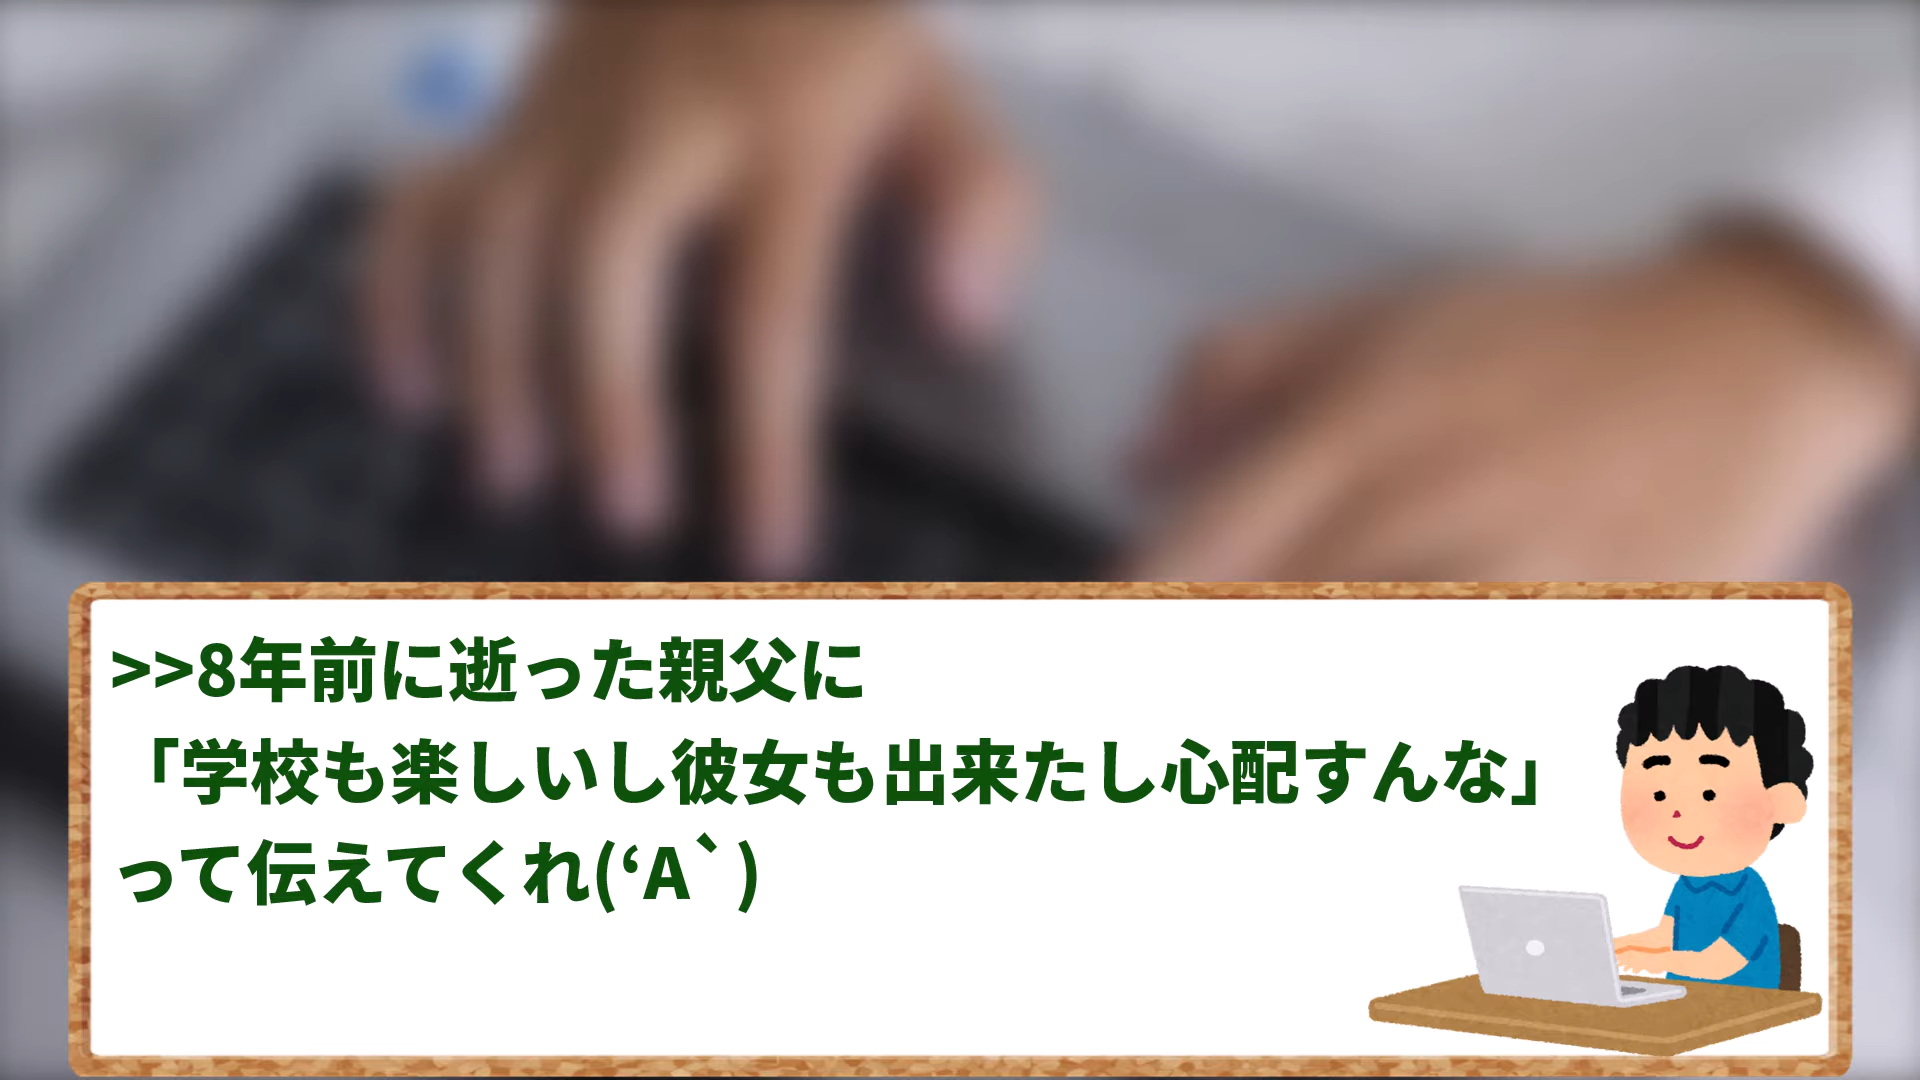 >>8年前に逝った親父に
「学校も楽しいし彼女も出来たし心配すんな」
って伝えてくれ(‘A`)